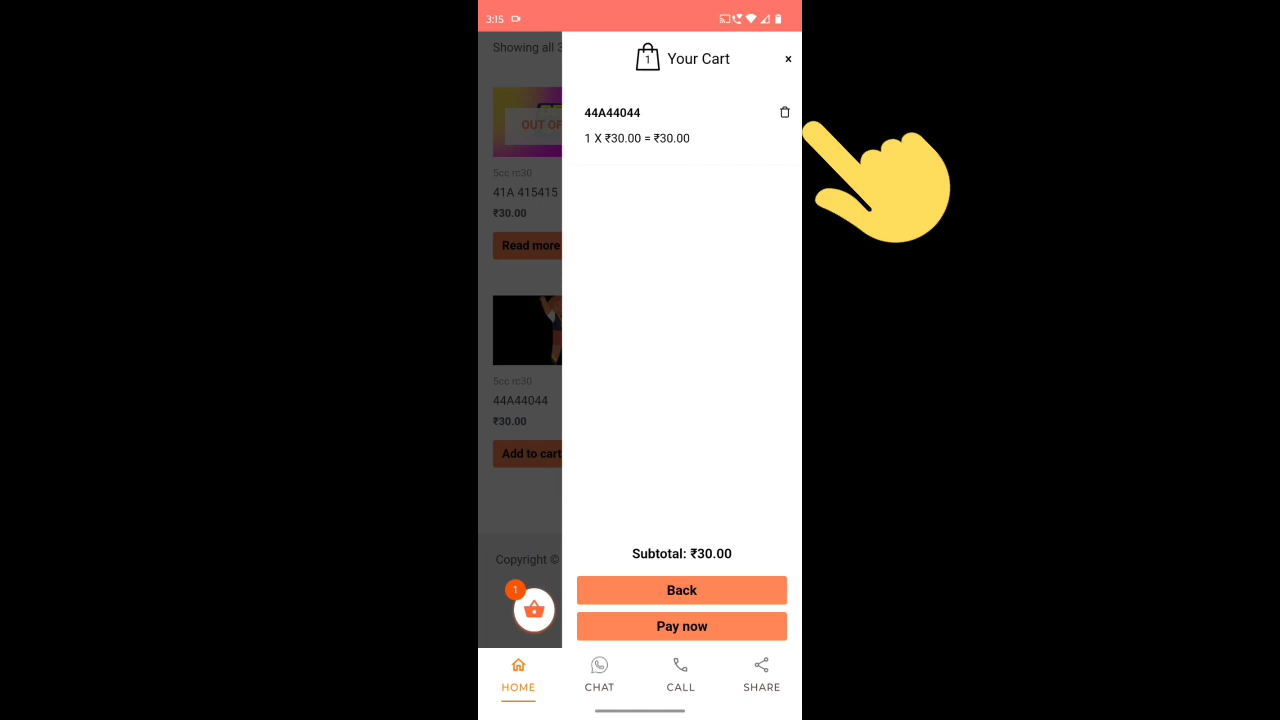 3:15
Showing all 3
1
Your Cart
x
44A44044
1 X ₹30.00 = ₹30.00
OUT OF
5cc rc30
41A 415415
₹30.00
Read more
5cc rc30
44A44044
₹30.00
Add to cart
Copyright ©
1
Subtotal: ₹30.00
Back
Pay now
HOME
CHAT
CALL
SHARE